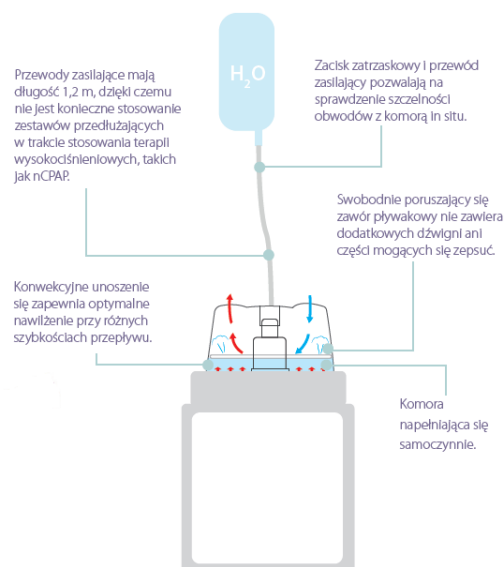 H₂O
Przewody zasilające mają
długość 1,2 m, dzięki czemu
nie jest konieczne stosowanie
zestawów przedłużających
w trakcie stosowania terapii
wysokociśnieniowych, takich
jak nCPAP.
Zacisk zatrzaskowy i przewód
zasilający pozwalają na
sprawdzenie szczelności
obwodów z komorą in situ.
Swobodnie poruszający się
zawór pływakowy nie zawiera
dodatkowych dźwigni ani
części mogących się zepsuć.
Konwekcyjne unoszenie
się zapewnia optymalne
nawilżenie przy różnych
szybkościach przepływu.
Komora
napełniająca się
samoczynnie.